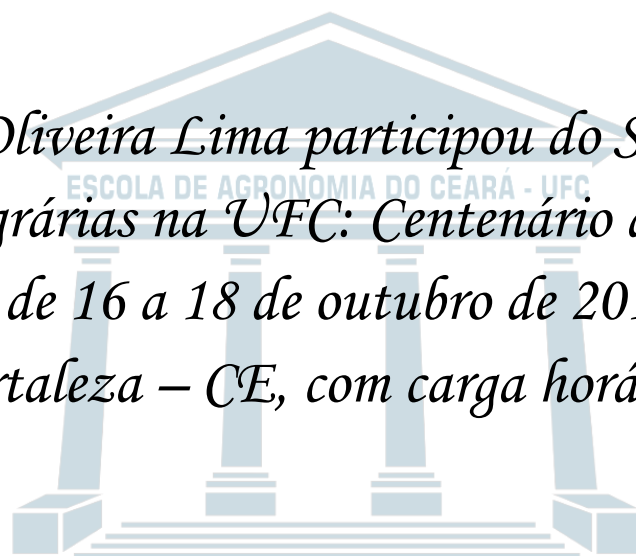 Oliveira Lima participou do S
ESCOLA DE AGRONOMIA DO CEARÁ - UFC
grárias na UFC: Centenário
de 16 a 18 de outubro de 201
rtaleza – CE, com carga horá